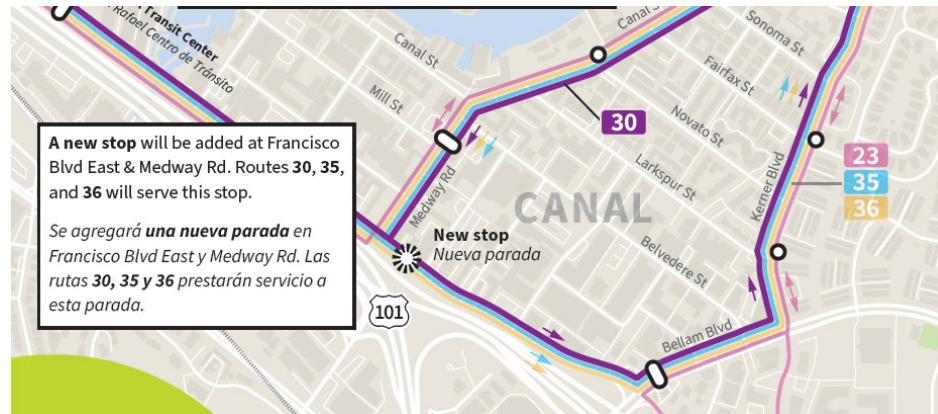 Transit Center
Rafael Centro de Tránsito
Canal St
Canal S
Sonoma St
Fairfax St
Mill St
30
Novato St
A new stop will be added at Francisco
Blvd East & Medway Rd. Routes 30, 35,
and 36 will serve this stop.
Se agregará una nueva parada en
Francisco Blvd East y Medway Rd. Las
rutas 30, 35 y 36 prestarán servicio a
esta parada.
Medway Rd
Larkspur St
CANAL
Kerner Blvd
23
35
36
New stop
Nueva parada
Belvedere St
101
Bellam Blvd